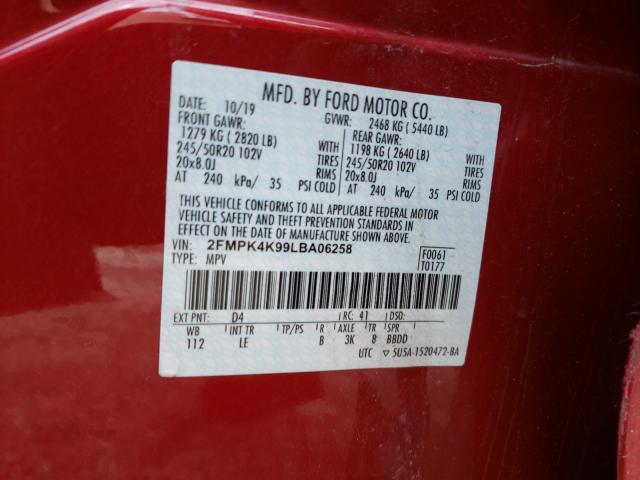 MFD. BY FORD MOTOR CO.
DATE: 10/19 GVWR: 2468 KG ( 5440 LB)
FRONT GAWR: REAR GAWR:
1279 KG ( 2820 LB) WITH 1198 KG ( 2640 LB) WITH
245/50R20 102V TIRES 245/50R20 102V TIRES
20x8.0J RIMS 20x8.0J RIMS
AT 240 kPa/ 35 PSI COLD AT 240 kPa/ 35 PSI COLD
THIS VEHICLE CONFORMS TO ALL APPLICABLE FEDERAL MOTOR
VEHICLE SAFETY AND THEFT PREVENTION STANDARDS IN EFFECT
ON THE DATE OF MANUFACTURE SHOWN ABOVE.
VIN: 2FMPK4K99LBA06258 F0061
TYPE: MPV T0177
EXT PNT: D4 RC: 41 DSO:
WB INT TR TP/PS R AXLE TR SPR
112 LE B 3K 8 BBDD
UTC ▽ 5U5A-1520472-BA